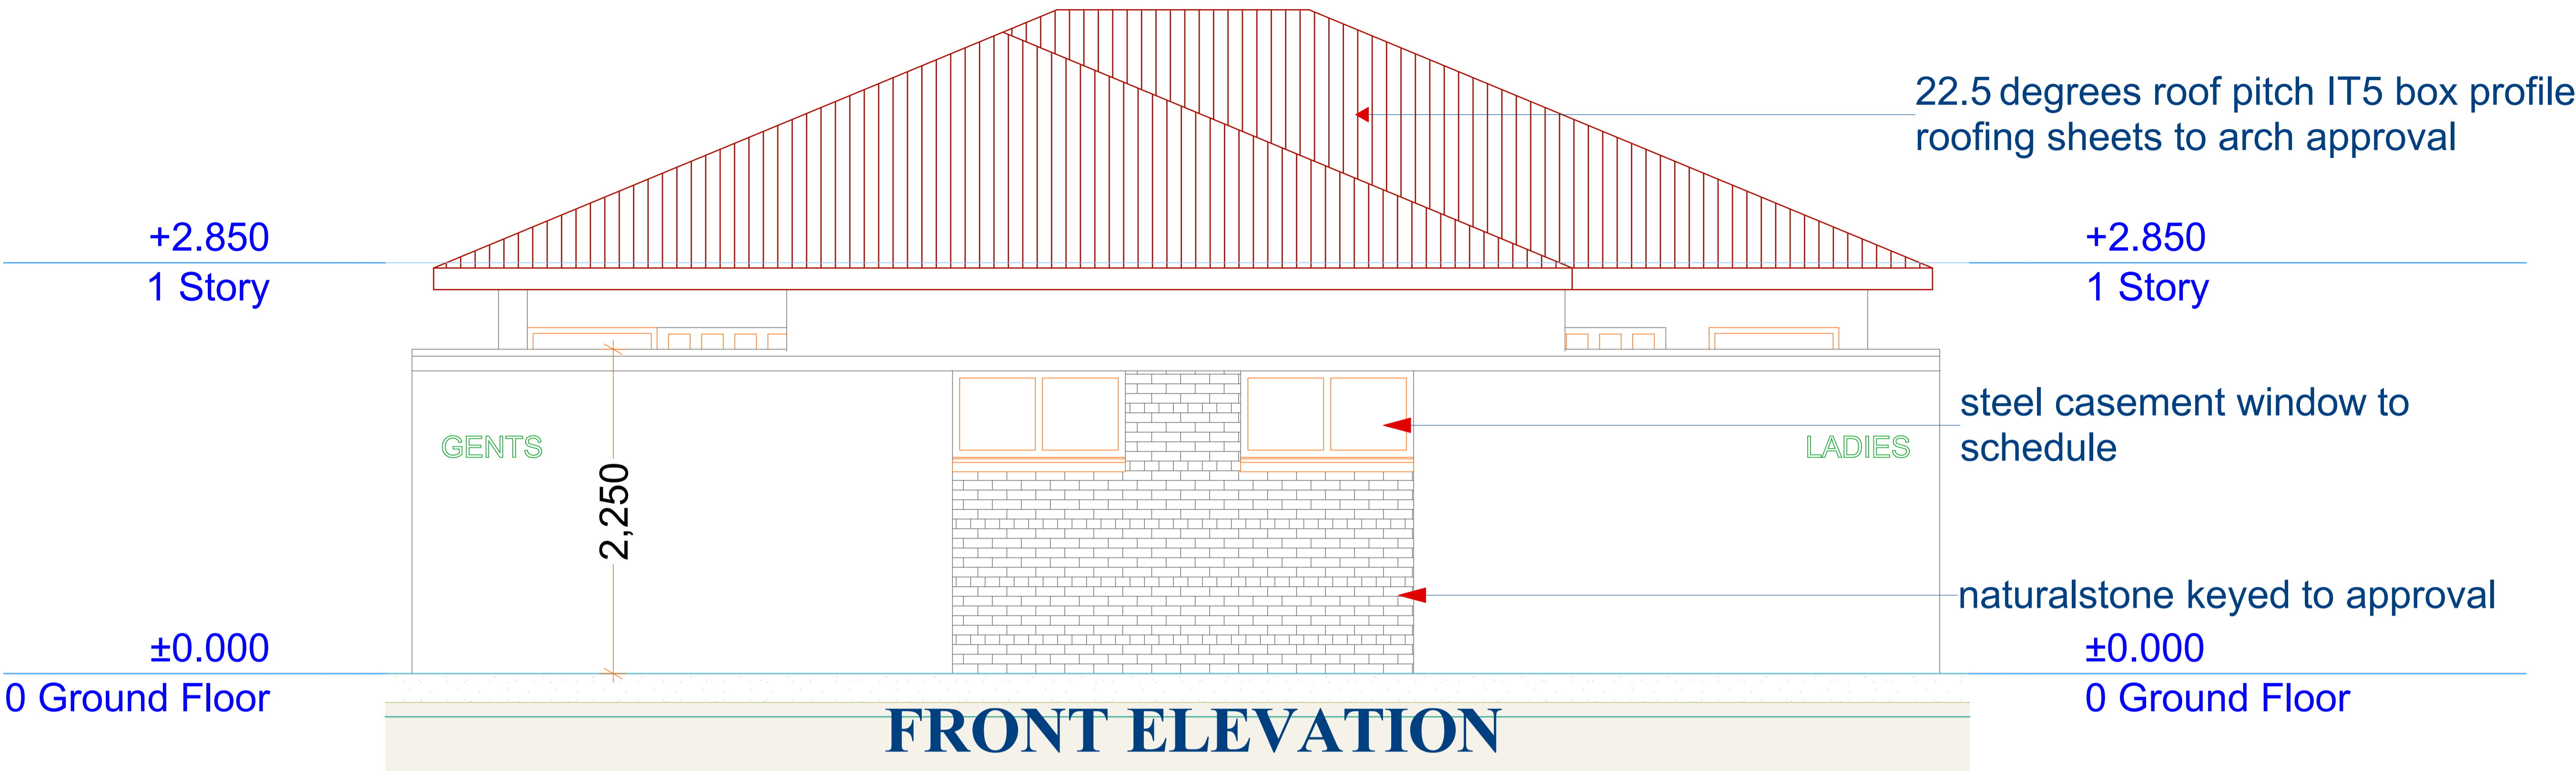 22.5 degrees roof pitch IT5 box profile
roofing sheets to arch approval
+2.850
1 Story
+2.850
1 Story
steel casement window to
schedule
GENTS
LADIES
2,250
naturalstone keyed to approval
±0.000
0 Ground Floor
±0.000
0 Ground Floor
FRONT ELEVATION